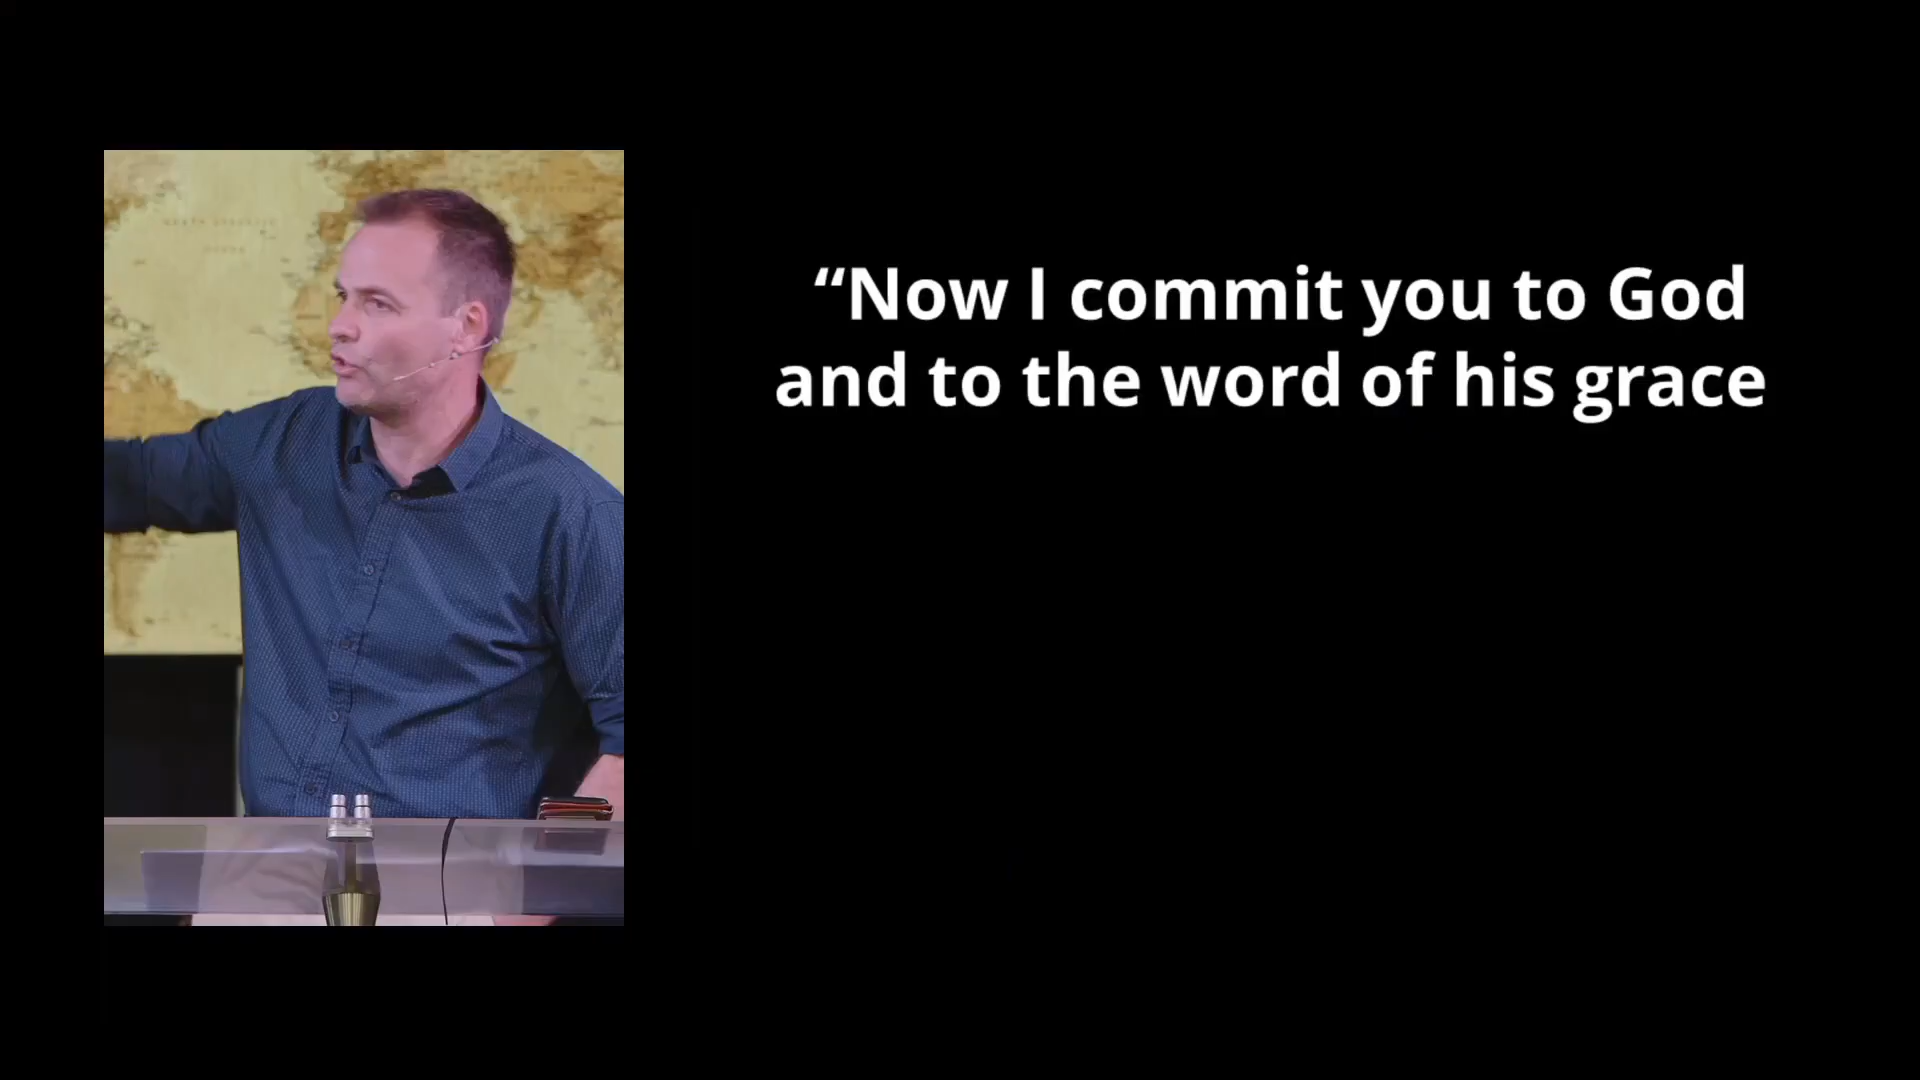 “Now I commit you to God
and to the word of his grace